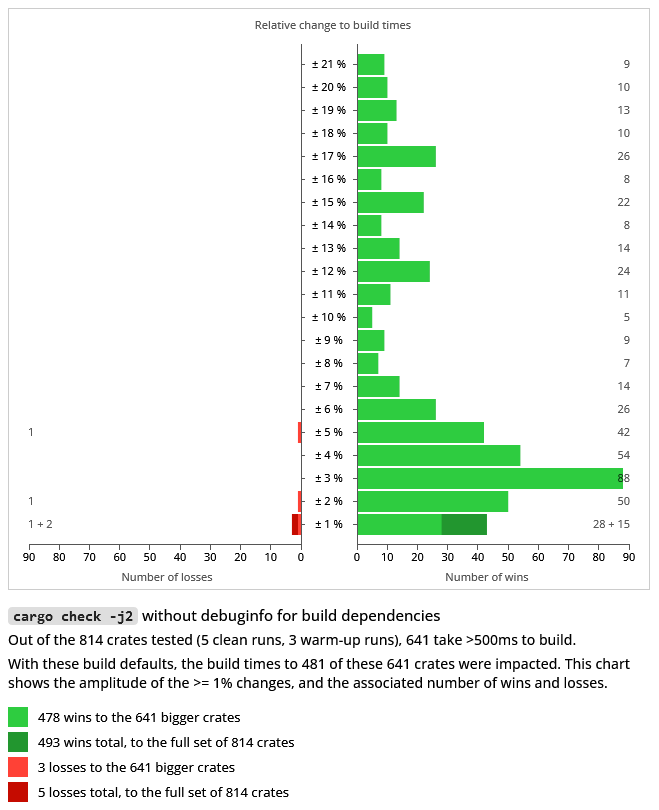 Relative change to build times
± 21 % 9
± 20 % 10
± 19 % 13
± 18 % 10
± 17 % 26
± 16 % 8
± 15 % 22
± 14 % 8
± 13 % 14
± 12 % 24
± 11 % 11
± 10 % 5
± 9 % 9
± 8 % 7
± 7 % 14
± 6 % 26
1 ± 5 % 42
± 4 % 54
± 3 % 88
1 ± 2 % 50
1 + 2 ± 1 % 28 + 15
90 80 70 60 50 40 30 20 10 0 0 10 20 30 40 50 60 70 80 90
Number of losses Number of wins
cargo check -j2 without debuginfo for build dependencies
Out of the 814 crates tested (5 clean runs, 3 warm-up runs), 641 take >500ms to build.
With these build defaults, the build times to 481 of these 641 crates were impacted. This chart
shows the amplitude of the >= 1% changes, and the associated number of wins and losses.
478 wins to the 641 bigger crates
493 wins total, to the full set of 814 crates
3 losses to the 641 bigger crates
5 losses total, to the full set of 814 crates